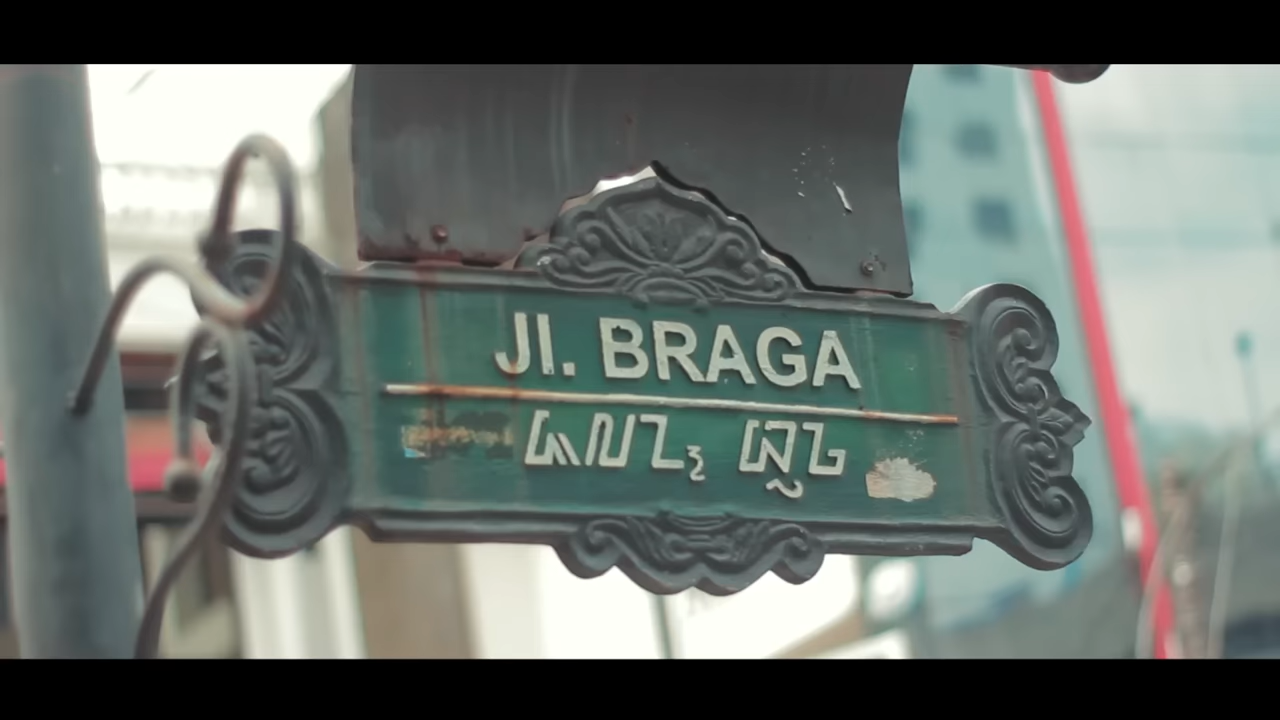 Jl. BRAGA
ᮏᮜᮔ᮪ ᮘᮢᮌ